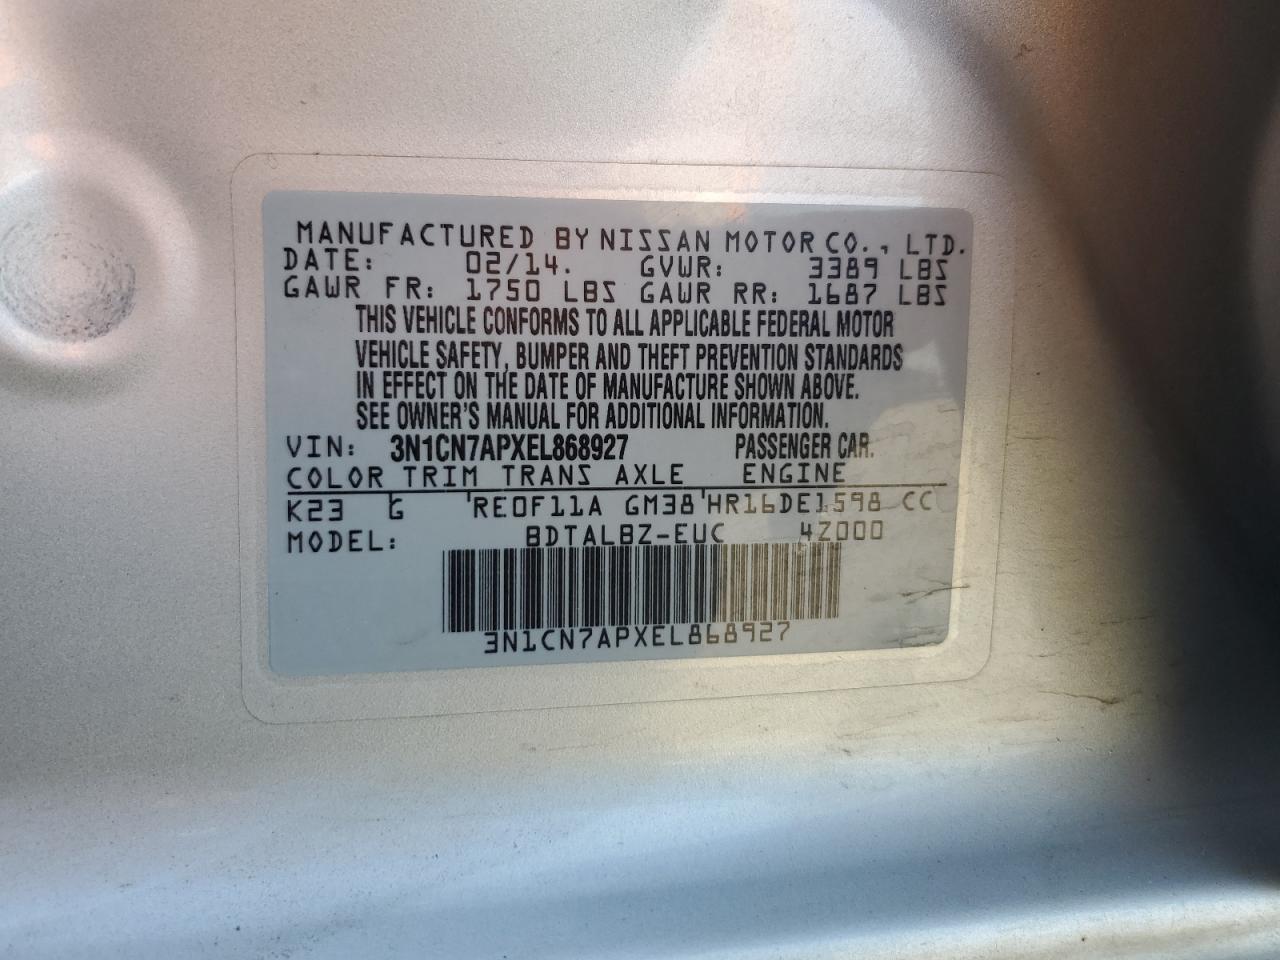 MANUFACTURED BY NISSAN MOTOR CO., LTD.
DATE: 02/14. GVWR: 3389 LBS
GAWR FR: 1750 LBS GAWR RR: 1687 LBS
THIS VEHICLE CONFORMS TO ALL APPLICABLE FEDERAL MOTOR
VEHICLE SAFETY, BUMPER AND THEFT PREVENTION STANDARDS
IN EFFECT ON THE DATE OF MANUFACTURE SHOWN ABOVE.
SEE OWNER'S MANUAL FOR ADDITIONAL INFORMATION.
VIN: 3N1CN7APXEL868927 PASSENGER CAR.
COLOR TRIM TRANS AXLE ENGINE
K23 G RE0F11A GM38 HR16DE1598 CC
MODEL: BDTALBZ-EUC 4Z000
3N1CN7APXEL868927